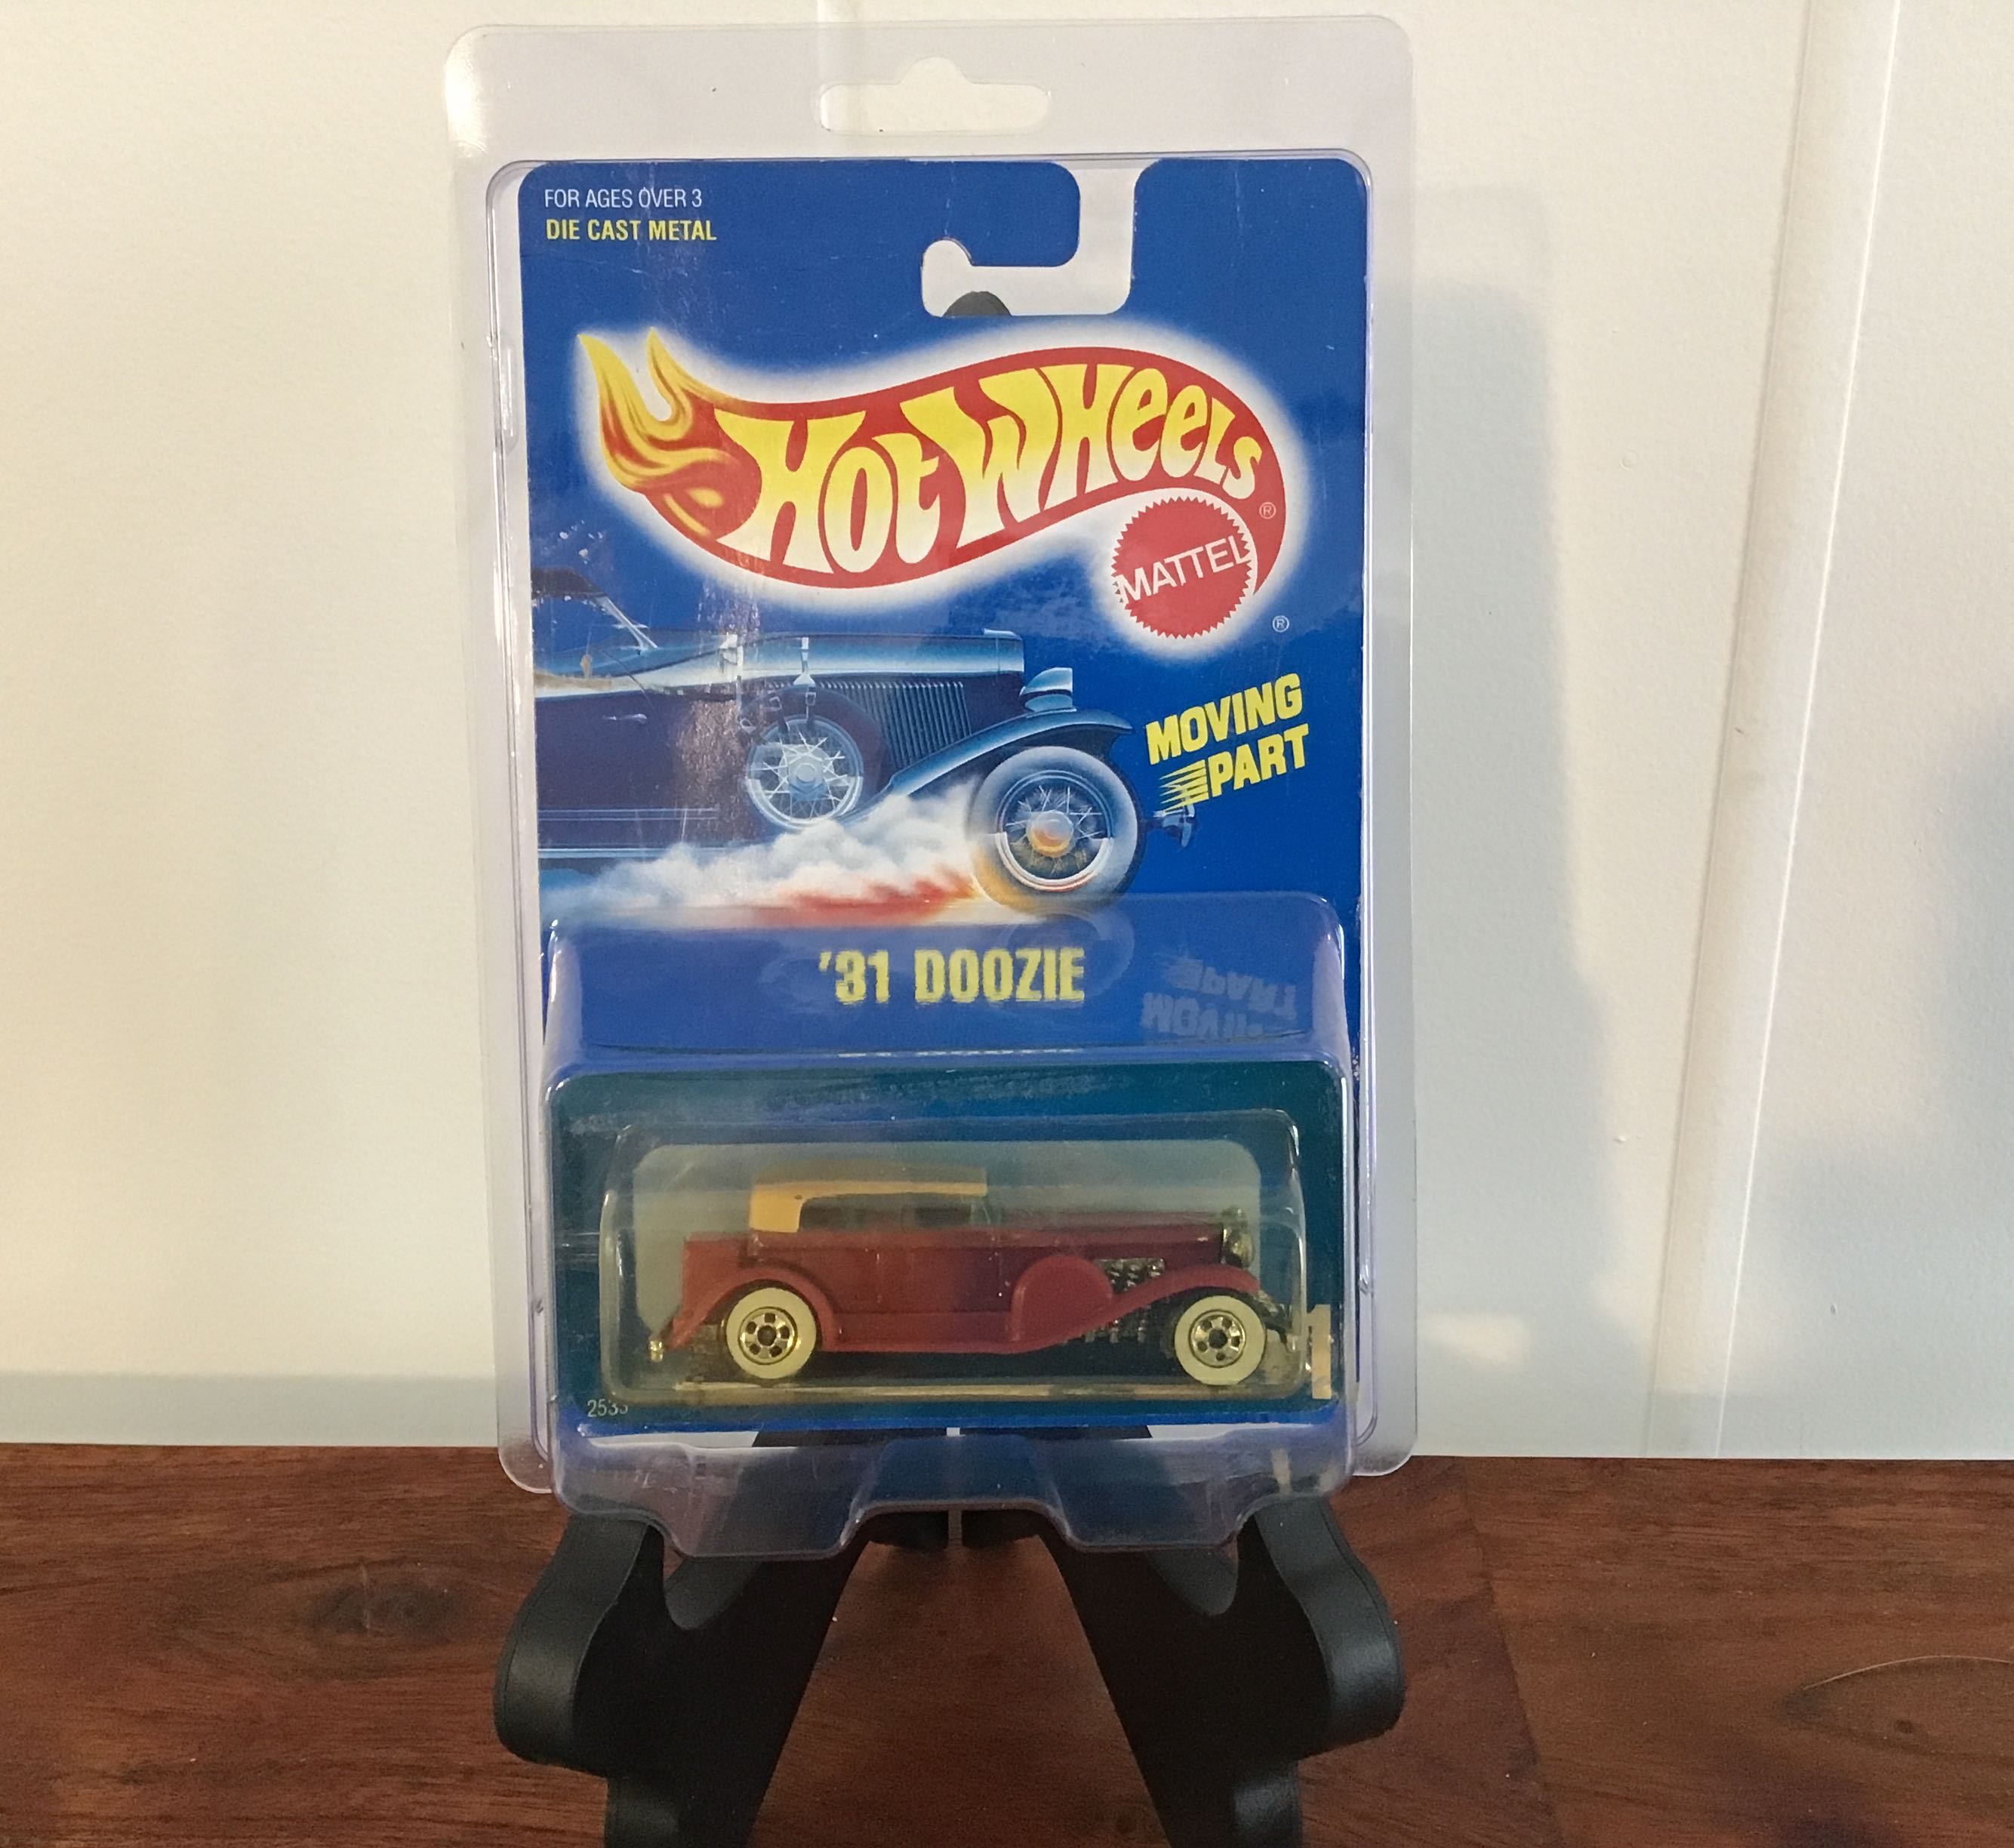 FOR AGES OVER 3
DIE CAST METAL
HOT WHEELS
®
MATTEL
®
MOVING
PART
'31 DOOZIE